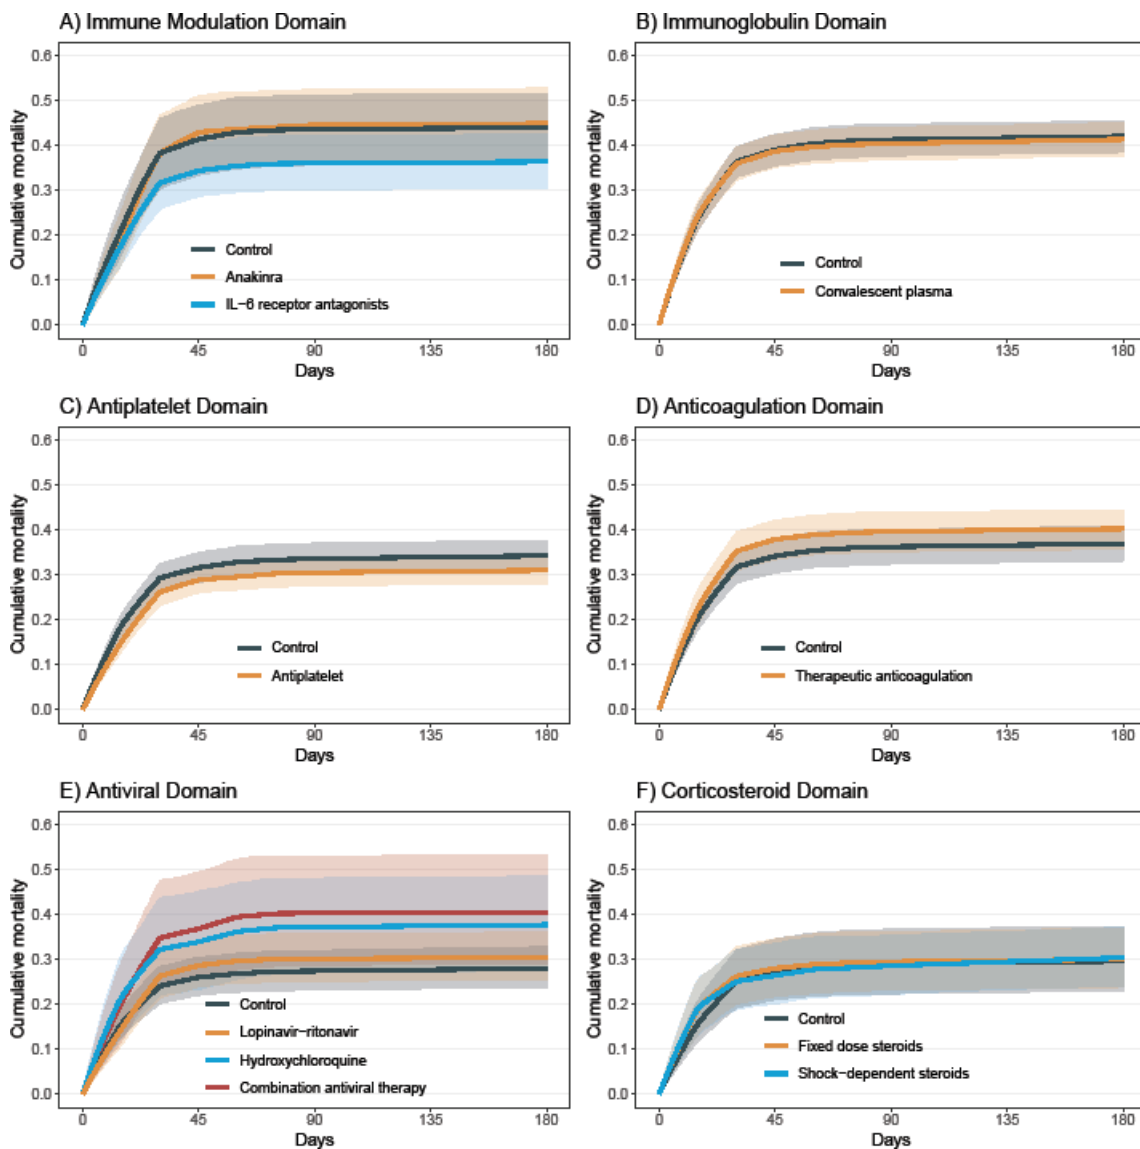 A) Immune Modulation Domain
Cumulative mortality
0.6
0.5
0.4
0.3
0.2
0.1
0.0
Control
Anakinra
IL-6 receptor antagonists
0 45 90 135 180
Days
B) Immunoglobulin Domain
Cumulative mortality
0.6
0.5
0.4
0.3
0.2
0.1
0.0
Control
Convalescent plasma
0 45 90 135 180
Days
C) Antiplatelet Domain
Cumulative mortality
0.6
0.5
0.4
0.3
0.2
0.1
0.0
Control
Antiplatelet
0 45 90 135 180
Days
D) Anticoagulation Domain
Cumulative mortality
0.6
0.5
0.4
0.3
0.2
0.1
0.0
Control
Therapeutic anticoagulation
0 45 90 135 180
Days
E) Antiviral Domain
Cumulative mortality
0.6
0.5
0.4
0.3
0.2
0.1
0.0
Control
Lopinavir-ritonavir
Hydroxychloroquine
Combination antiviral therapy
0 45 90 135 180
Days
F) Corticosteroid Domain
Cumulative mortality
0.6
0.5
0.4
0.3
0.2
0.1
0.0
Control
Fixed dose steroids
Shock-dependent steroids
0 45 90 135 180
Days